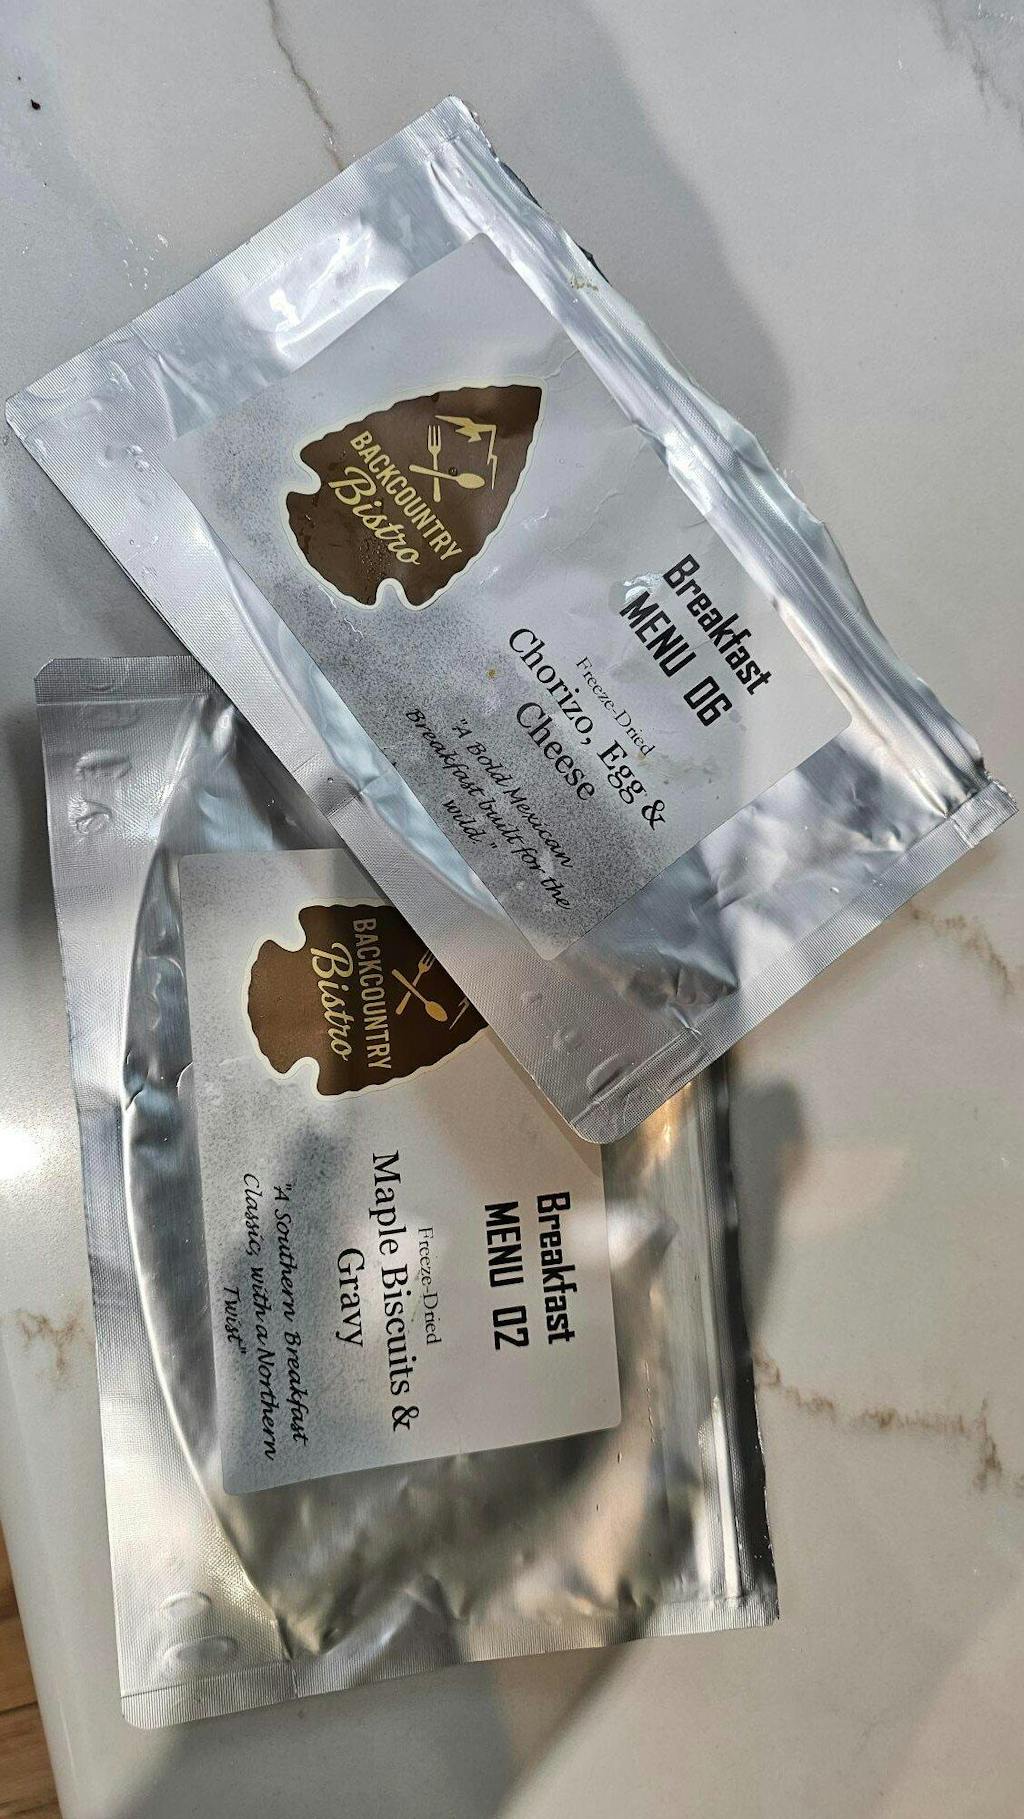 BACKCOUNTRY
Bistro
Breakfast
MENU 06
Freeze-Dried
Chorizo, Egg &
Cheese
"A Bold Mexican
Breakfast built for the
wild"
BACKCOUNTRY
Bistro
Breakfast
MENU 02
Freeze-Dried
Maple Biscuits &
Gravy
"A Southern Breakfast
Classic, with a Northern
Twist"